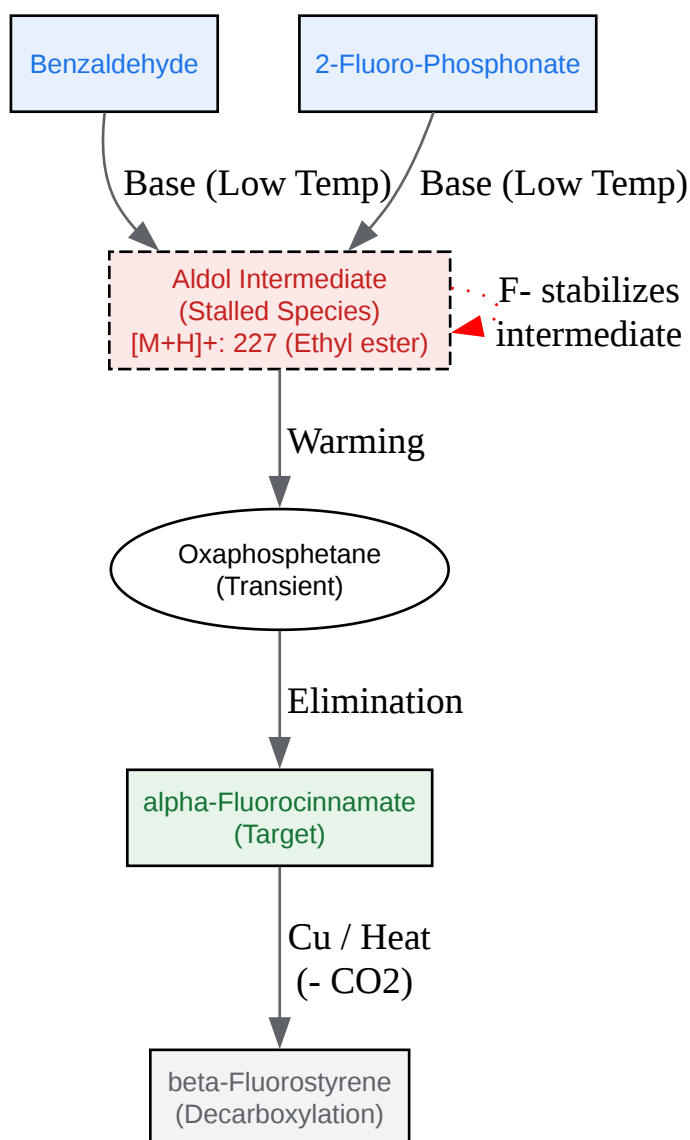 Benzaldehyde
2-Fluoro-Phosphonate
Base (Low Temp)
Base (Low Temp)
Aldol Intermediate
(Stalled Species)
[M+H]+: 227 (Ethyl ester)
F- stabilizes
intermediate
Warming
Oxaphosphetane
(Transient)
Elimination
alpha-Fluorocinnamate
(Target)
Cu / Heat
(- CO2)
beta-Fluorostyrene
(Decarboxylation)